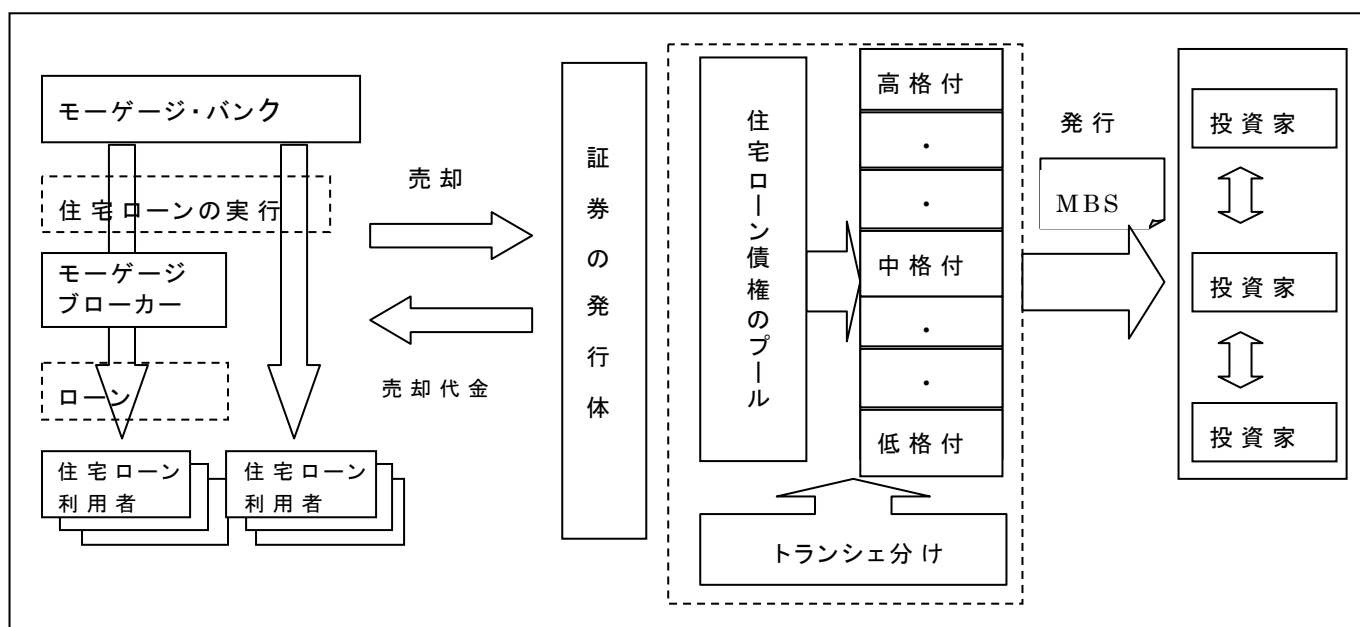 モーゲージ・バンク
住宅ローンの実行
モーゲージ
ブローカー
ローン
住宅ローン
利用者
住宅ローン
利用者
売却
売却代金
証券の発行体
住宅ローン債権のプール
高格付
・
・
中格付
・
・
低格付
トランシェ分け
発行
MBS
投資家
投資家
投資家